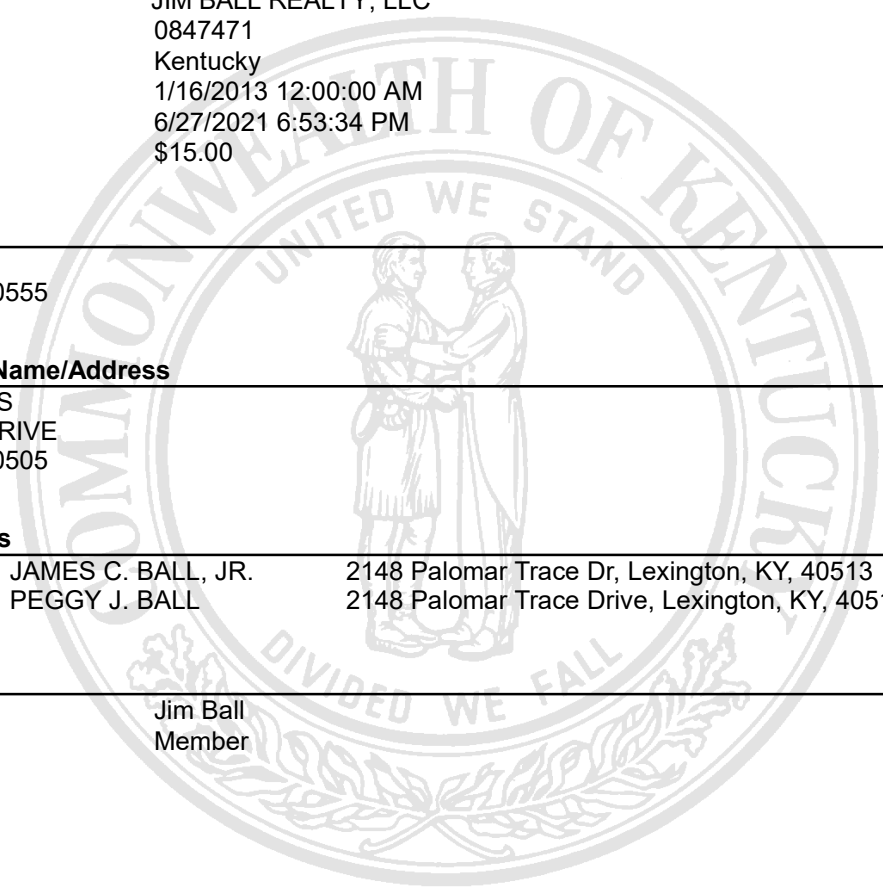 JIM BALL REALTY, LLC
0847471
Kentucky
1/16/2013 12:00:00 AM
6/27/2021 6:53:34 PM
$15.00
0555
Name/Address
S
RIVE
0505
s
JAMES C. BALL, JR. 2148 Palomar Trace Dr, Lexington, KY, 40513
PEGGY J. BALL 2148 Palomar Trace Drive, Lexington, KY, 4051
Jim Ball
Member
COMMONWEALTH OF KENTUCKY
UNITED WE STAND
DIVIDED WE FALL